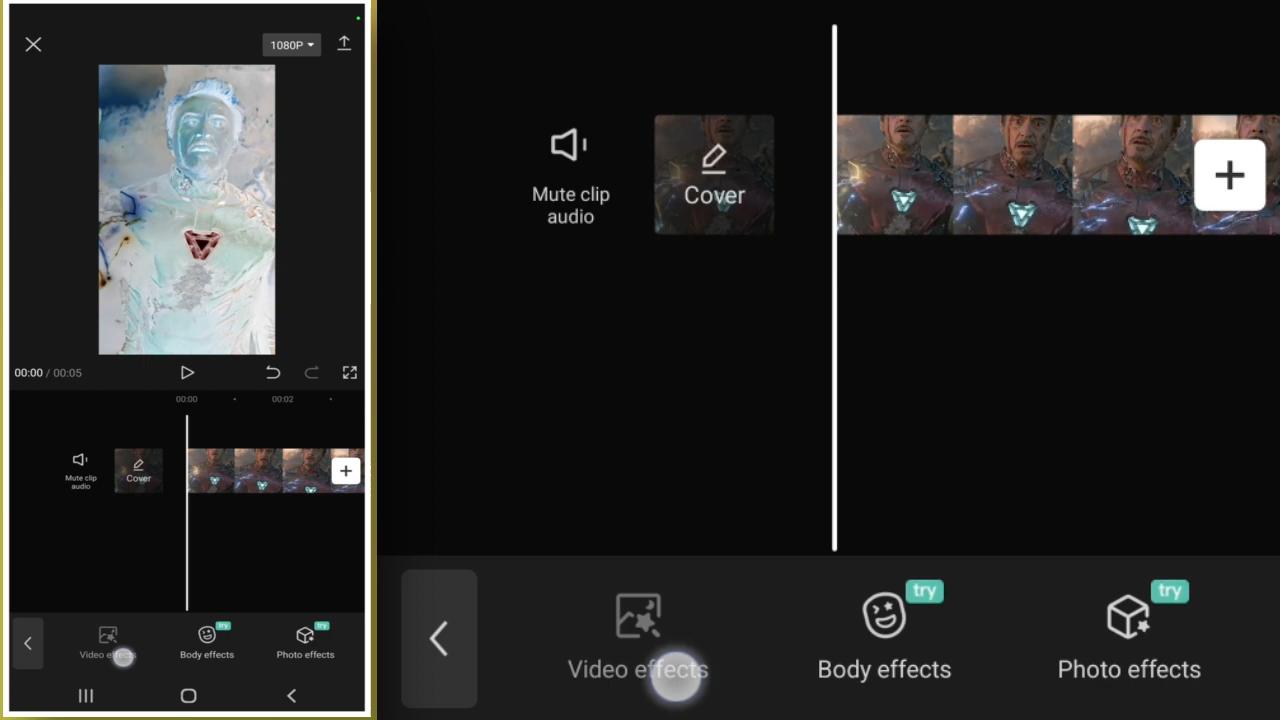 1080P
00:00 / 00:05
00:00
00:02
Mute clip
audio
Cover
Video effects
try
Body effects
try
Photo effects
Mute clip
audio
Cover
Video effects
try
Body effects
try
Photo effects